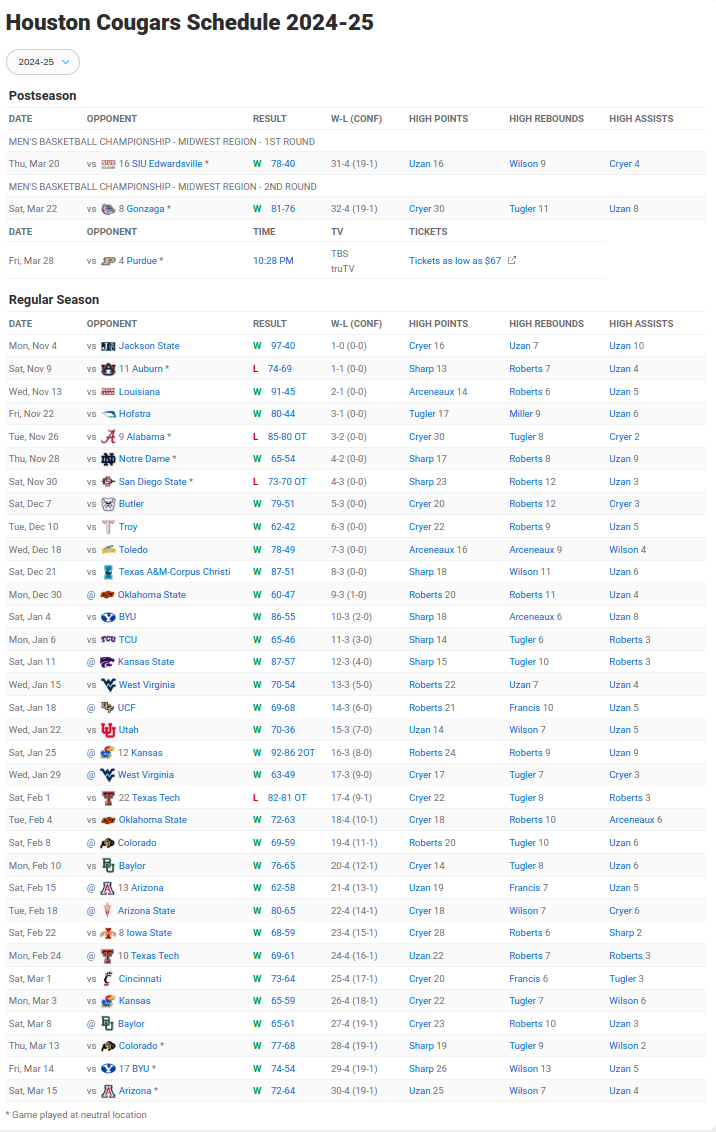 Houston Cougars Schedule 2024-25
2024-25
Postseason
DATE OPPONENT RESULT W-L (CONF) HIGH POINTS HIGH REBOUNDS HIGH ASSISTS
MEN'S BASKETBALL CHAMPIONSHIP - MIDWEST REGION - 1ST ROUND
Thu, Mar 20 vs 16 SIU Edwardsville * W 78-40 31-4 (19-1) Uzan 16 Wilson 9 Cryer 4
MEN'S BASKETBALL CHAMPIONSHIP - MIDWEST REGION - 2ND ROUND
Sat, Mar 22 vs 8 Gonzaga * W 81-76 32-4 (19-1) Cryer 30 Tugler 11 Uzan 8
DATE OPPONENT TIME TV TICKETS
Fri, Mar 28 vs 4 Purdue * 10:28 PM TBS truTV Tickets as low as $67
Regular Season
DATE OPPONENT RESULT W-L (CONF) HIGH POINTS HIGH REBOUNDS HIGH ASSISTS
Mon, Nov 4 vs Jackson State W 97-40 1-0 (0-0) Cryer 16 Uzan 7 Uzan 10
Sat, Nov 9 vs 11 Auburn * L 74-69 1-1 (0-0) Sharp 13 Roberts 7 Uzan 4
Wed, Nov 13 vs Louisiana W 91-45 2-1 (0-0) Arceneaux 14 Roberts 6 Uzan 5
Fri, Nov 22 vs Hofstra W 80-44 3-1 (0-0) Tugler 17 Miller 9 Uzan 6
Tue, Nov 26 vs 9 Alabama * L 85-80 OT 3-2 (0-0) Cryer 30 Tugler 8 Cryer 2
Thu, Nov 28 vs Notre Dame * W 65-54 4-2 (0-0) Sharp 17 Roberts 8 Uzan 9
Sat, Nov 30 vs San Diego State * L 73-70 OT 4-3 (0-0) Sharp 23 Roberts 12 Uzan 3
Sat, Dec 7 vs Butler W 79-51 5-3 (0-0) Cryer 20 Roberts 12 Cryer 3
Tue, Dec 10 vs Troy W 62-42 6-3 (0-0) Cryer 22 Roberts 9 Uzan 5
Wed, Dec 18 vs Toledo W 78-49 7-3 (0-0) Arceneaux 16 Arceneaux 9 Wilson 4
Sat, Dec 21 vs Texas A&M-Corpus Christi W 87-51 8-3 (0-0) Sharp 18 Wilson 11 Uzan 6
Mon, Dec 30 @ Oklahoma State W 60-47 9-3 (1-0) Roberts 20 Roberts 11 Uzan 4
Sat, Jan 4 vs BYU W 86-55 10-3 (2-0) Sharp 18 Arceneaux 6 Uzan 8
Mon, Jan 6 vs TCU W 65-46 11-3 (3-0) Sharp 14 Tugler 6 Roberts 3
Sat, Jan 11 @ Kansas State W 87-57 12-3 (4-0) Sharp 15 Tugler 10 Roberts 3
Wed, Jan 15 vs West Virginia W 70-54 13-3 (5-0) Roberts 22 Uzan 7 Uzan 4
Sat, Jan 18 @ UCF W 69-68 14-3 (6-0) Roberts 21 Francis 10 Uzan 5
Wed, Jan 22 vs Utah W 70-36 15-3 (7-0) Uzan 14 Wilson 7 Uzan 5
Sat, Jan 25 @ 12 Kansas W 92-86 2OT 16-3 (8-0) Roberts 24 Roberts 9 Uzan 9
Wed, Jan 29 @ West Virginia W 63-49 17-3 (9-0) Cryer 17 Tugler 7 Cryer 3
Sat, Feb 1 vs 22 Texas Tech L 82-81 OT 17-4 (9-1) Cryer 22 Tugler 8 Roberts 3
Tue, Feb 4 vs Oklahoma State W 72-63 18-4 (10-1) Cryer 18 Roberts 10 Arceneaux 6
Sat, Feb 8 @ Colorado W 69-59 19-4 (11-1) Roberts 20 Tugler 10 Uzan 6
Mon, Feb 10 vs Baylor W 76-65 20-4 (12-1) Cryer 14 Tugler 8 Uzan 6
Sat, Feb 15 @ 13 Arizona W 62-58 21-4 (13-1) Uzan 19 Francis 7 Uzan 5
Tue, Feb 18 @ Arizona State W 80-65 22-4 (14-1) Cryer 18 Wilson 7 Cryer 6
Sat, Feb 22 vs 8 Iowa State W 68-59 23-4 (15-1) Cryer 28 Roberts 6 Sharp 2
Mon, Feb 24 @ 10 Texas Tech W 69-61 24-4 (16-1) Uzan 22 Roberts 7 Roberts 3
Sat, Mar 1 vs Cincinnati W 73-64 25-4 (17-1) Cryer 20 Francis 6 Tugler 3
Mon, Mar 3 vs Kansas W 65-59 26-4 (18-1) Cryer 22 Tugler 7 Wilson 6
Sat, Mar 8 @ Baylor W 65-61 27-4 (19-1) Cryer 23 Roberts 10 Uzan 3
Thu, Mar 13 vs Colorado * W 77-68 28-4 (19-1) Sharp 19 Tugler 9 Wilson 2
Fri, Mar 14 vs 17 BYU * W 74-54 29-4 (19-1) Sharp 26 Wilson 13 Uzan 5
Sat, Mar 15 vs Arizona * W 72-64 30-4 (19-1) Uzan 25 Wilson 7 Uzan 4
* Game played at neutral location